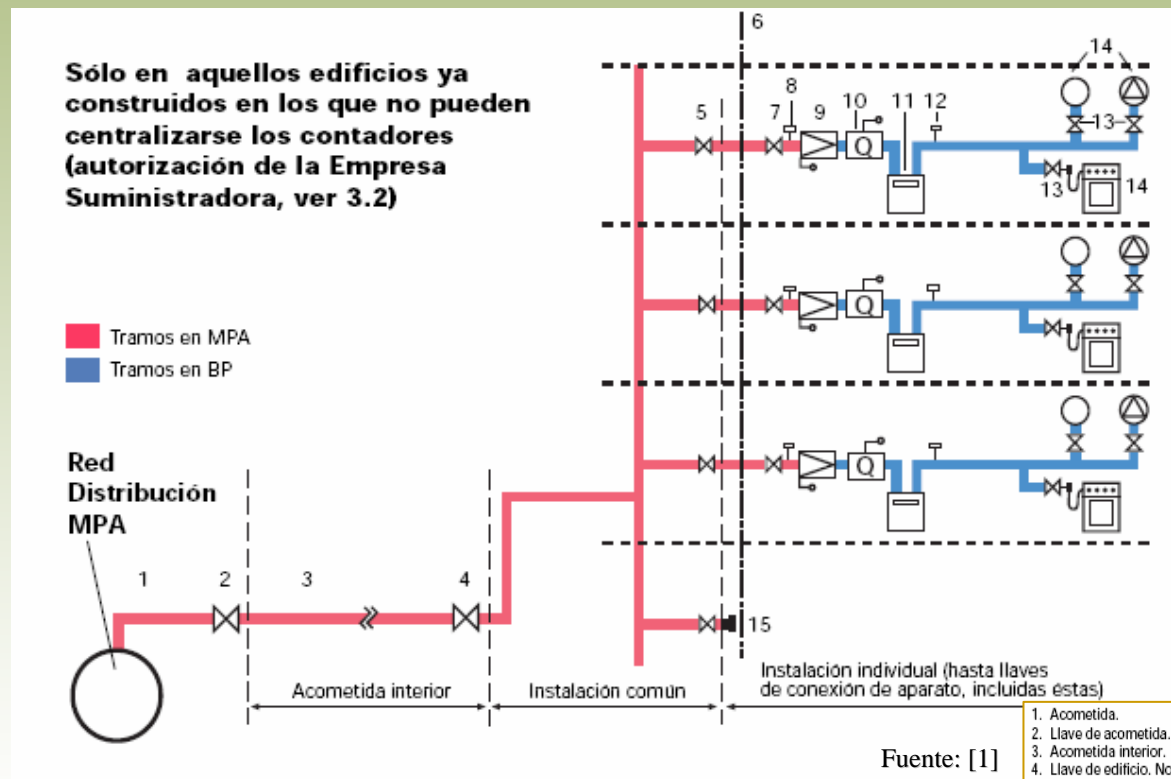 Sólo en aquellos edificios ya
construidos en los que no pueden
centralizarse los contadores
(autorización de la Empresa
Suministradora, ver 3.2)
Tramos en MPA
Tramos en BP
Red
Distribución
MPA
1
2
3
4
5
6
7
8
9
10
11
12
13
14
13
14
Q
Q
Q
15
Acometida interior
Instalación común
Instalación individual (hasta llaves
de conexión de aparato, incluidas éstas)
Fuente: [1]
1. Acometida.
2. Llave de acometida.
3. Acometida interior.
4. Llave de edificio. No